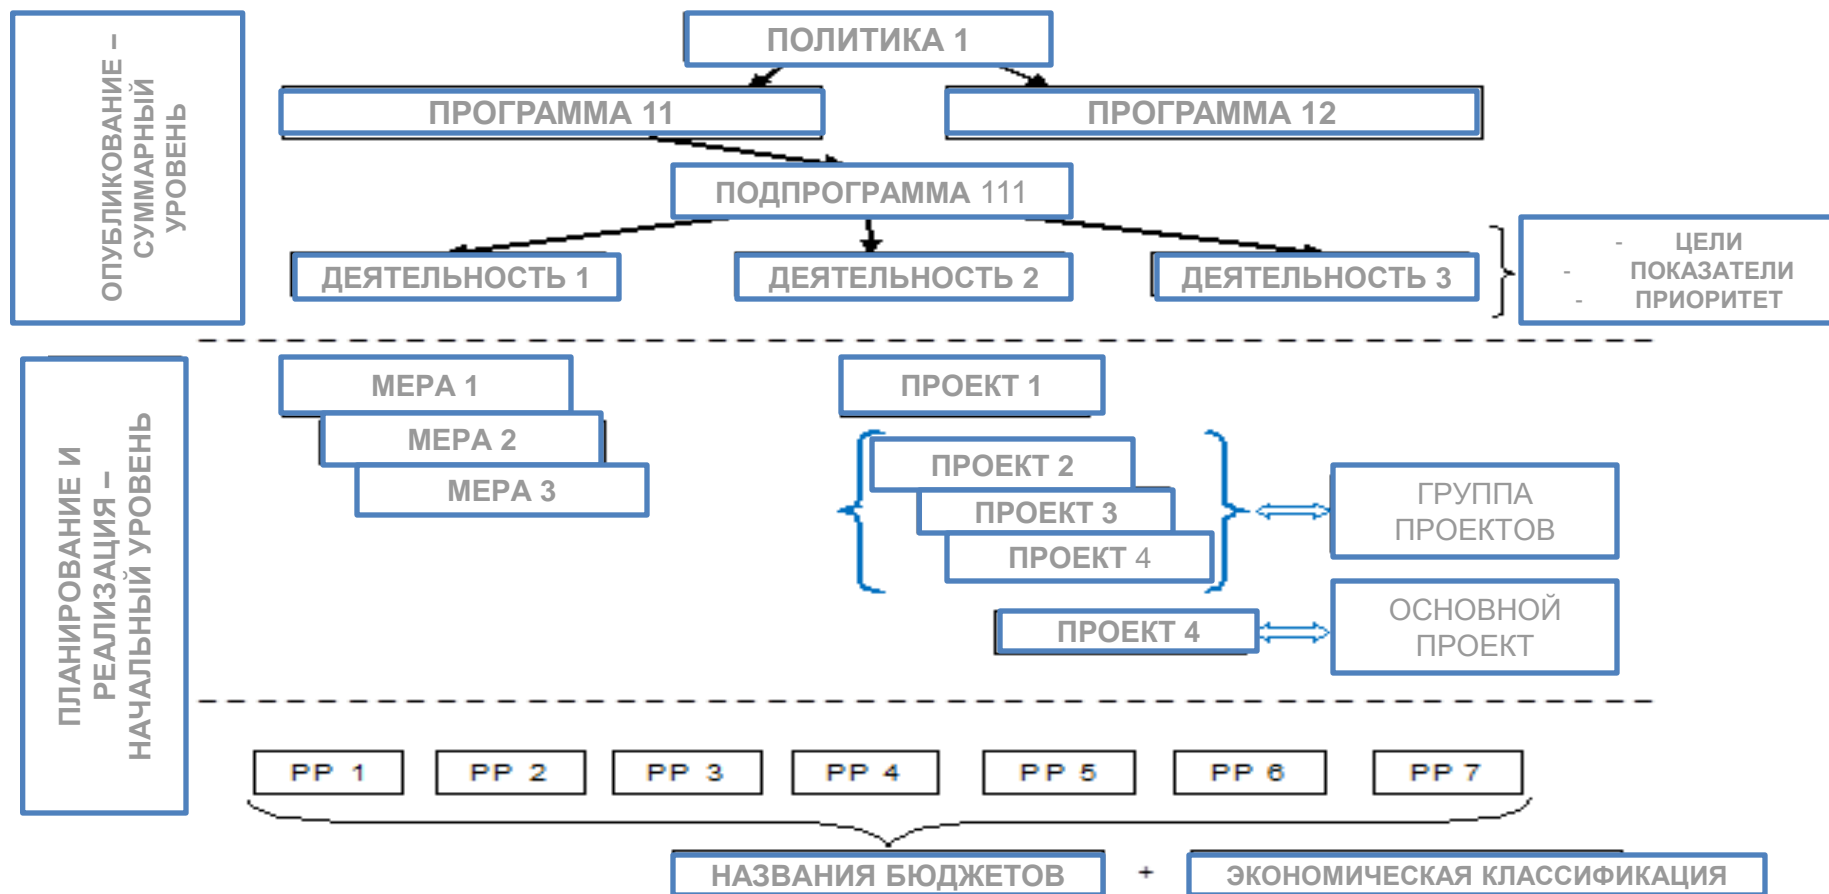 ОПУБЛИКОВАНИЕ –
СУММАРНЫЙ
УРОВЕНЬ
ПОЛИТИКА 1
ПРОГРАММА 11
ПРОГРАММА 12
ПОДПРОГРАММА 111
ДЕЯТЕЛЬНОСТЬ 1
ДЕЯТЕЛЬНОСТЬ 2
ДЕЯТЕЛЬНОСТЬ 3
- ЦЕЛИ
- ПОКАЗАТЕЛИ
- ПРИОРИТЕТ
ПЛАНИРОВАНИЕ И
РЕАЛИЗАЦИЯ –
НАЧАЛЬНЫЙ УРОВЕНЬ
МЕРА 1
МЕРА 2
МЕРА 3
ПРОЕКТ 1
ПРОЕКТ 2
ПРОЕКТ 3
ПРОЕКТ 4
ГРУППА
ПРОЕКТОВ
ПРОЕКТ 4
ОСНОВНОЙ
ПРОЕКТ
PP 1
PP 2
PP 3
PP 4
PP 5
PP 6
PP 7
НАЗВАНИЯ БЮДЖЕТОВ + ЭКОНОМИЧЕСКАЯ КЛАССИФИКАЦИЯ